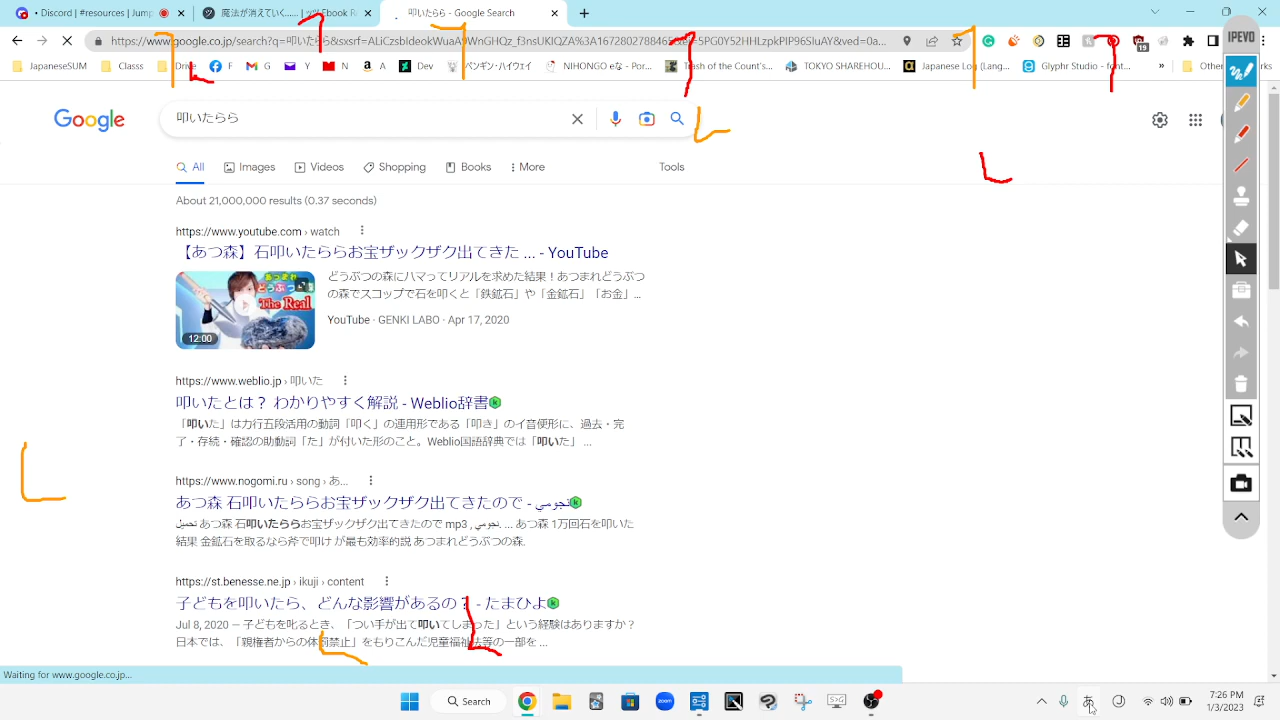 • Discord | #resources | Jump
魔法が消えていく……』 Ebook Re
叩いたらら - Google Search
https://www.google.co.jp/search?q=叩いたらら&sxsrf=ALiCzsbIdeokWuaA9WnGHQz_f3nsUKIQZA%3A16728027884
JapaneseSUM
Classs
Drive
F
G
Y
N
A
Dev
ペンギン･ハワイェウ
NIHONGO eな - Por...
Trash of the Count's...
TOKYO SHAREHOU...
Japanese Log (Lang...
Glyphr Studio - font...
»
IPEVO
Google
叩いたらら
All
Images
Videos
Shopping
Books
More
Tools
About 21,000,000 results (0.37 seconds)
https://www.youtube.com › watch
【あつ森】石叩いたららお宝ザックザク出てきた ... - YouTube
The Real
12:00
どうぶつの森にハマってリアルを求めた結果！あつまれどうぶつ
の森でスコップで石を叩くと「鉄鉱石」や「金鉱石」「お金」...
YouTube · GENKI LABO · Apr 17, 2020
https://www.weblio.jp › 叩いた
叩いたとは？ わかりやすく解説 - Weblio辞書
「叩いた」はカ行五段活用の動詞「叩く」の連用形である「叩き」のイ音便形に、過去・完
了・存続・確認の助動詞「た」が付いた形のこと。Weblio国語辞典では「叩いた」 ...
https://www.nogomi.ru › song › あ...
あつ森 石叩いたららお宝ザックザク出てきたので - نجومي
تحميل あつ森 石叩いたららお宝ザックザク出てきたので mp3 , نجومي. ... あつ森 1万回石を叩いた
結果 金鉱石を取るなら斧で叩け が最も効率的説 あつまれどうぶつの森.
https://st.benesse.ne.jp › ikuji › content
子どもを叩いたら、どんな影響があるの？ - たまひよ
Jul 8, 2020 — 子どもを叱るとき、「つい手が出て叩いてしまった」という経験はありますか？
日本では、「親権者からの体罰禁止」をもりこんだ児童福祉法等の一部を ...
Waiting for www.google.co.jp...
Search
zoom
あ
7:26 PM
1/3/2023